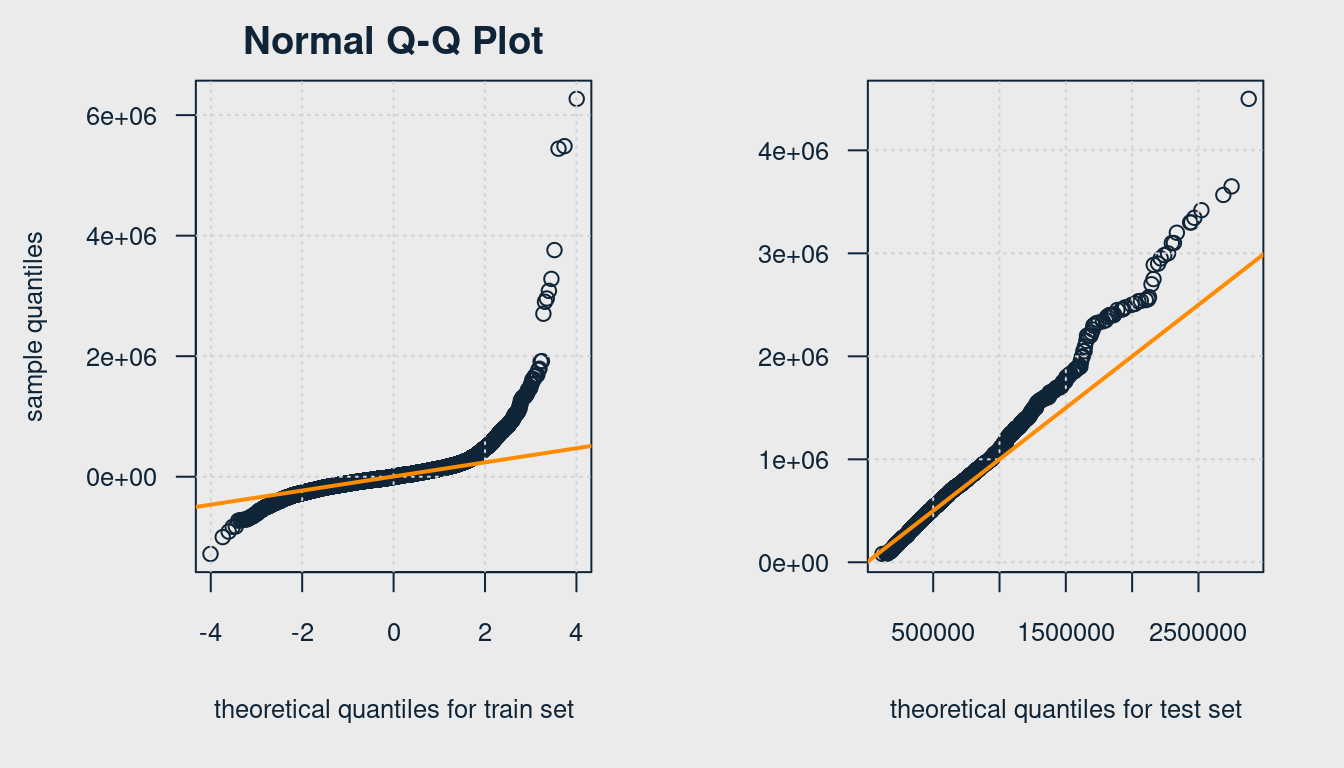 Normal Q-Q Plot
sample quantiles
6e+06
4e+06
2e+06
0e+00
-4 -2 0 2 4
theoretical quantiles for train set
4e+06
3e+06
2e+06
1e+06
0e+00
500000 1500000 2500000
theoretical quantiles for test set